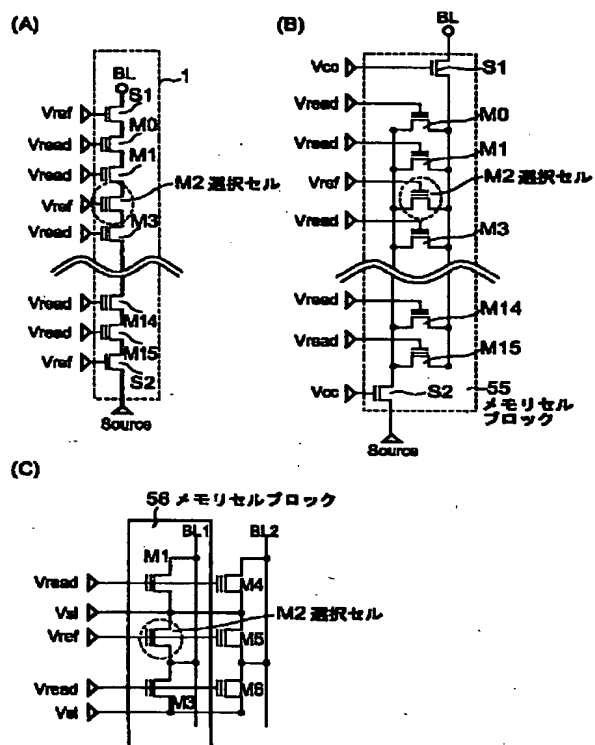 (A)
BL
1
S1
Vref
M0
Vread
M1
Vread
M2 選択セル
Vref
M3
Vread
Vread
M14
Vread
M15
Vref
S2
Source
(B)
BL
Vcc
S1
Vread
M0
Vread
M1
Vref
M2 選択セル
Vread
M3
Vread
M14
Vread
M15
Vcc
S2
55
メモリセル
ブロック
Source
(C)
56 メモリセルブロック
BL1
BL2
M1
Vread
M4
Vsl
M2 選択セル
Vref
M5
Vread
M6
M3
Vsl